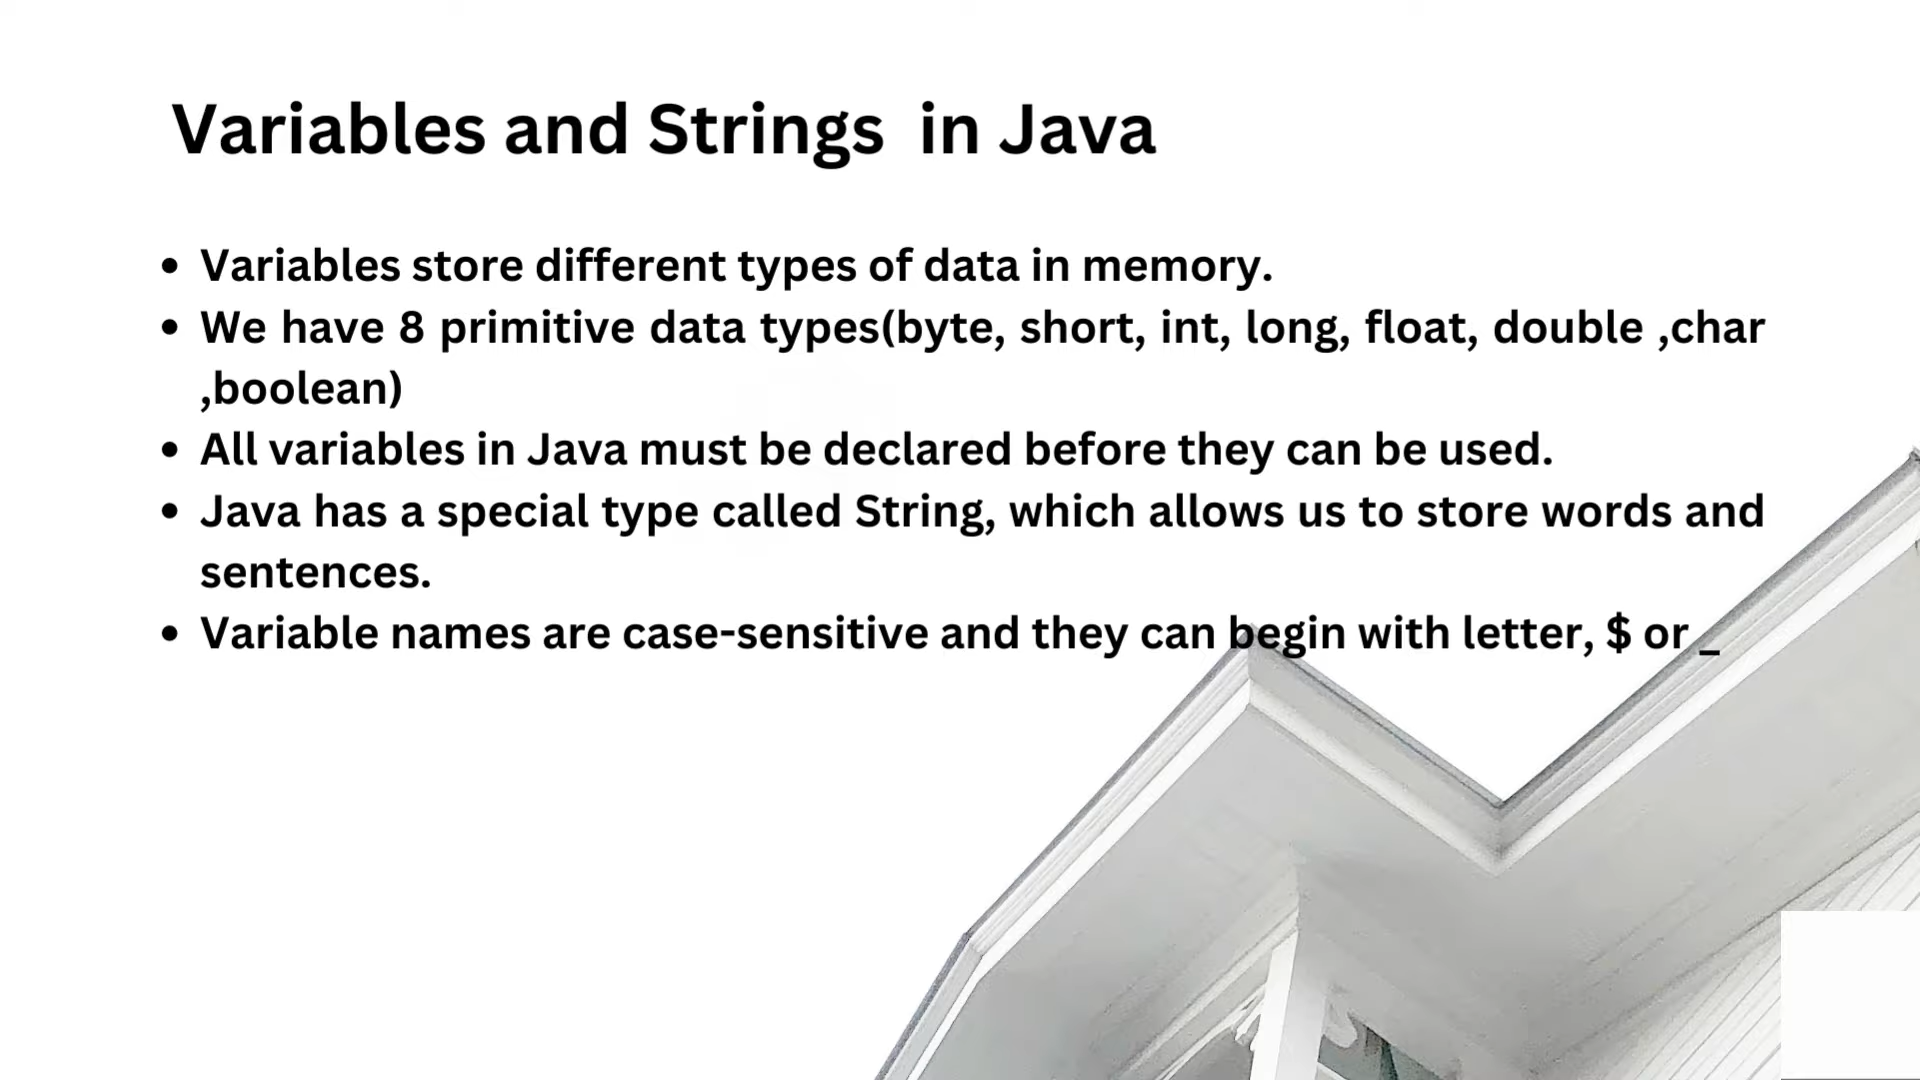 Variables and Strings  in Java
• Variables store different types of data in memory.
• We have 8 primitive data types(byte, short, int, long, float, double ,char
,boolean)
• All variables in Java must be declared before they can be used.
• Java has a special type called String, which allows us to store words and
sentences.
• Variable names are case-sensitive and they can begin with letter, $ or _